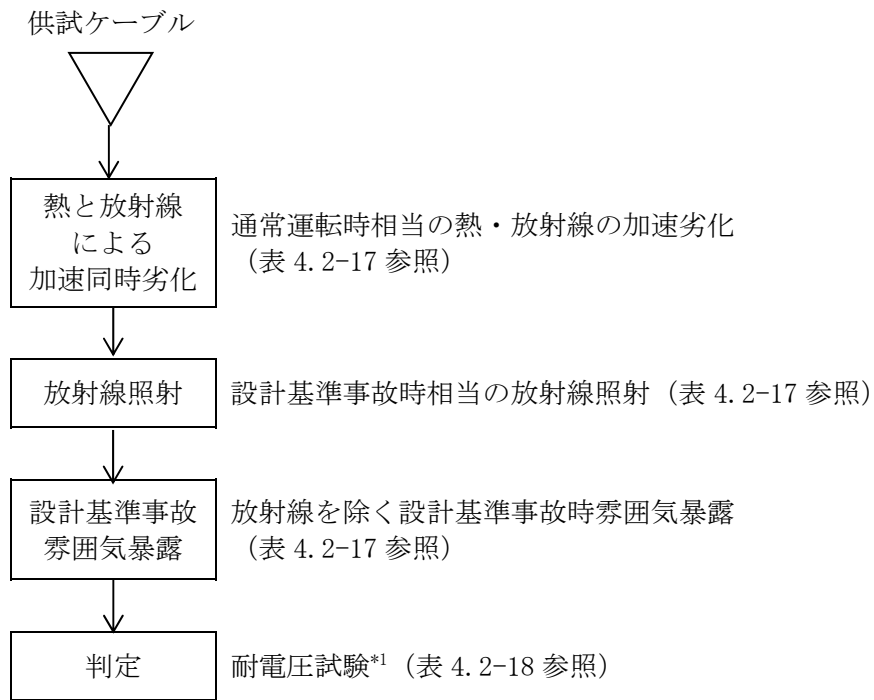 供試ケーブル
熱と放射線
による
加速同時劣化
通常運転時相当の熱・放射線の加速劣化
（表 4.2-17 参照）
放射線照射
設計基準事故時相当の放射線照射（表 4.2-17 参照）
設計基準事故
雰囲気暴露
放射線を除く設計基準事故時雰囲気暴露
（表 4.2-17 参照）
判定
耐電圧試験*1（表 4.2-18 参照）